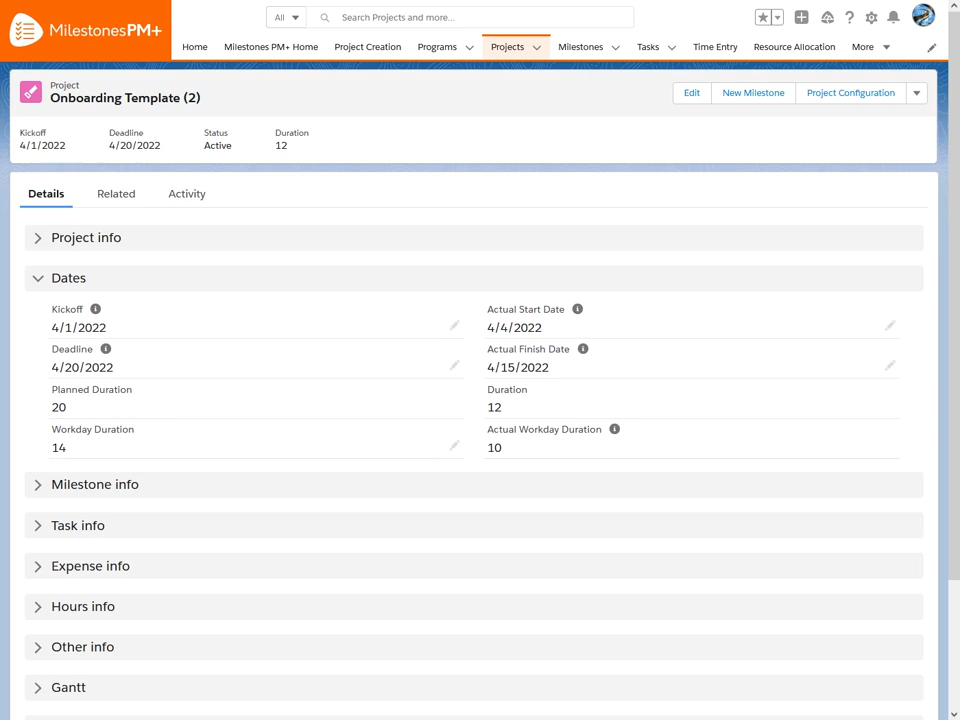 MilestonesPM+
All
Search Projects and more...
Home
Milestones PM+ Home
Project Creation
Programs
Projects
Milestones
Tasks
Time Entry
Resource Allocation
More
Project
Onboarding Template (2)
Edit
New Milestone
Project Configuration
Kickoff
Deadline
Status
Duration
4/1/2022
4/20/2022
Active
12
Details
Related
Activity
Project info
Dates
Kickoff
4/1/2022
Actual Start Date
4/4/2022
Deadline
4/20/2022
Actual Finish Date
4/15/2022
Planned Duration
20
Duration
12
Workday Duration
14
Actual Workday Duration
10
Milestone info
Task info
Expense info
Hours info
Other info
Gantt